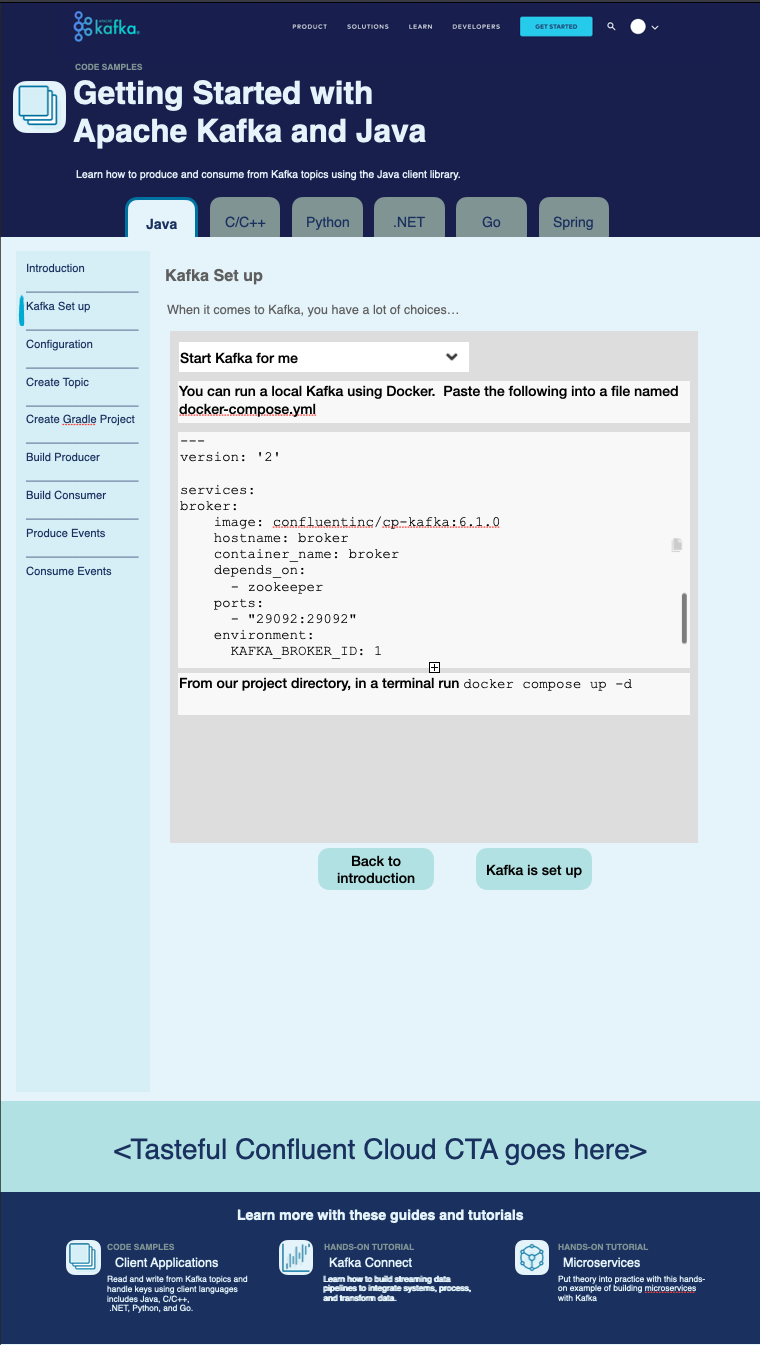 kafka
PRODUCT
SOLUTIONS
LEARN
DEVELOPERS
GET STARTED
CODE SAMPLES
Getting Started with
Apache Kafka and Java
Learn how to produce and consume from Kafka topics using the Java client library.
Java
C/C++
Python
.NET
Go
Spring
Introduction
Kafka Set up
Configuration
Create Topic
Create Gradle Project
Build Producer
Build Consumer
Produce Events
Consume Events
Kafka Set up
When it comes to Kafka, you have a lot of choices…
Start Kafka for me
You can run a local Kafka using Docker.  Paste the following into a file named
docker-compose.yml
---
version: '2'
services:
broker:
    image: confluentinc/cp-kafka:6.1.0
    hostname: broker
    container_name: broker
    depends_on:
      - zookeeper
    ports:
      - "29092:29092"
    environment:
      KAFKA_BROKER_ID: 1
From our project directory, in a terminal run docker compose up -d
Back to
introduction
Kafka is set up
<Tasteful Confluent Cloud CTA goes here>
Learn more with these guides and tutorials
CODE SAMPLES
Client Applications
Read and write from Kafka topics and
handle keys using client languages
includes Java, C/C++,
.NET, Python, and Go.
HANDS-ON TUTORIAL
Kafka Connect
Learn how to build streaming data
pipelines to integrate systems, process,
and transform data.
HANDS-ON TUTORIAL
Microservices
Put theory into practice with this hands-
on example of building microservices
with Kafka